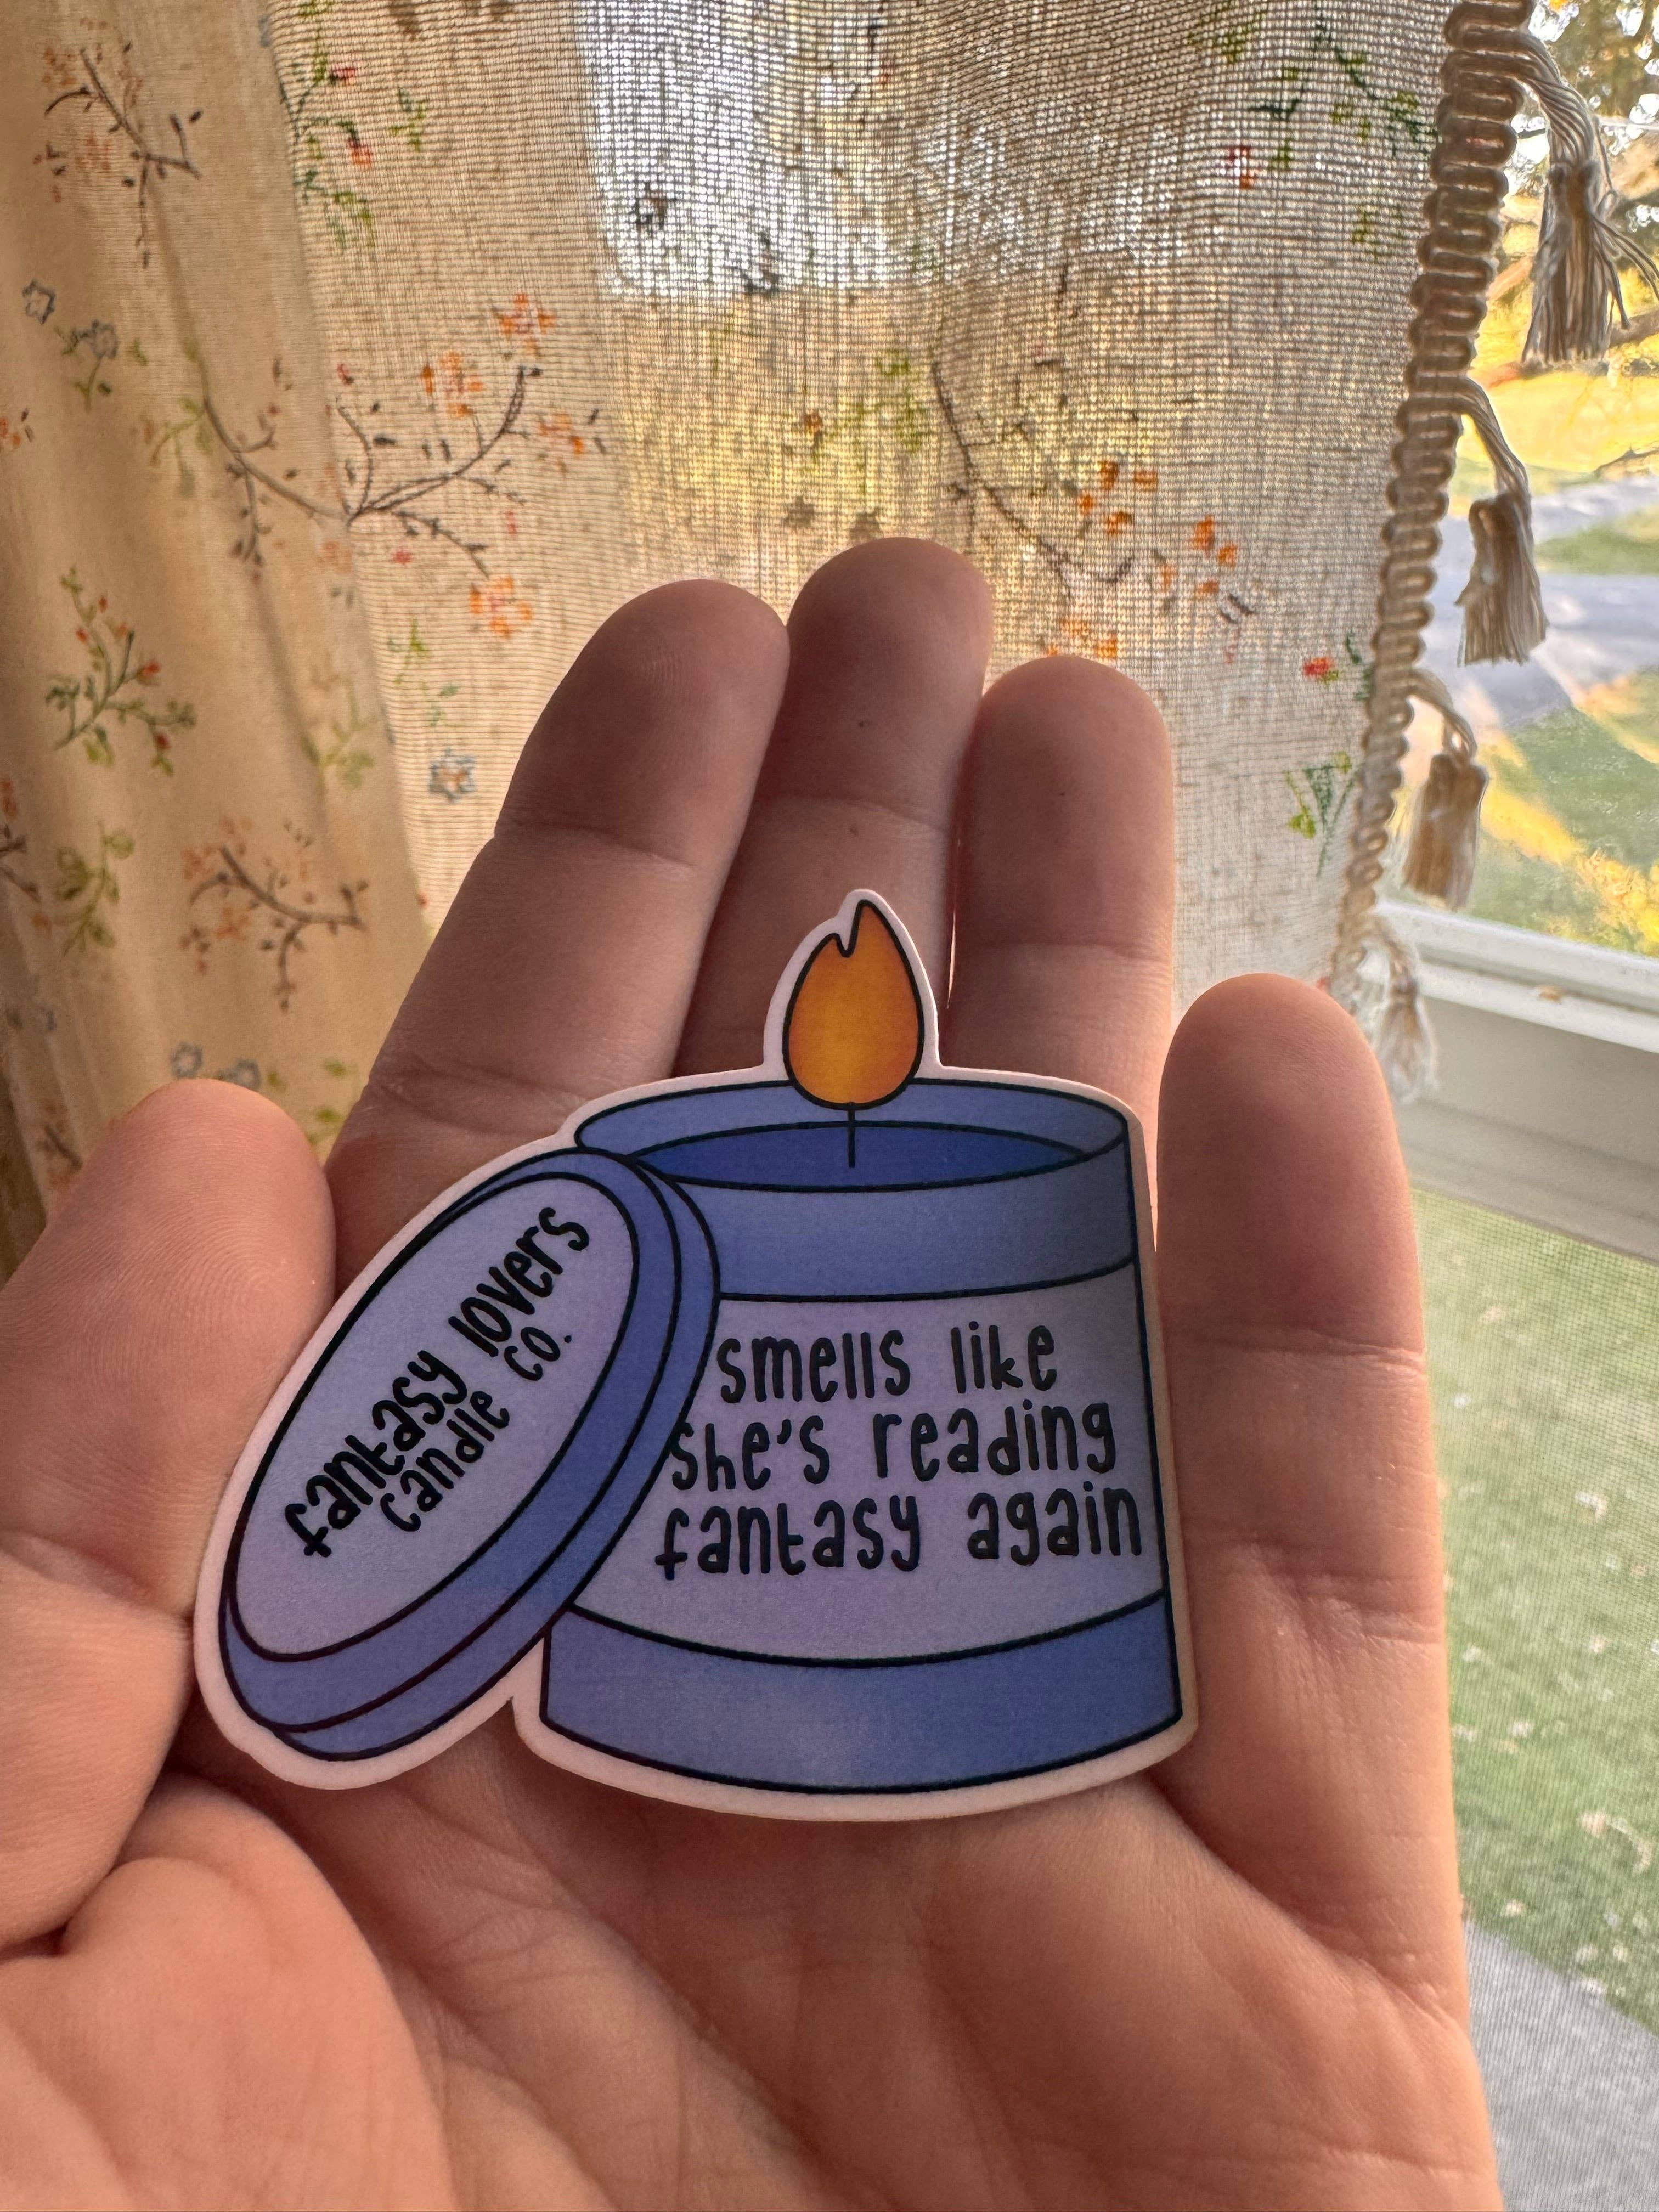 fantasy lovers
candle co.
smells like
she's reading
fantasy again